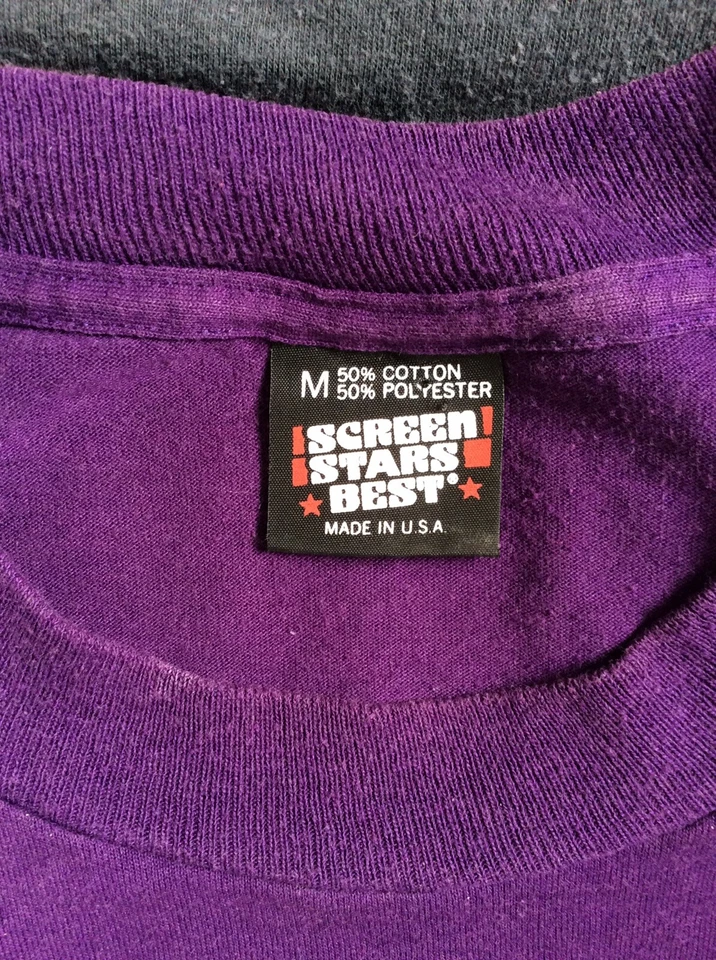 M 50% COTTON
50% POLYESTER
SCREEN
STARS
BEST®
MADE IN U.S.A.